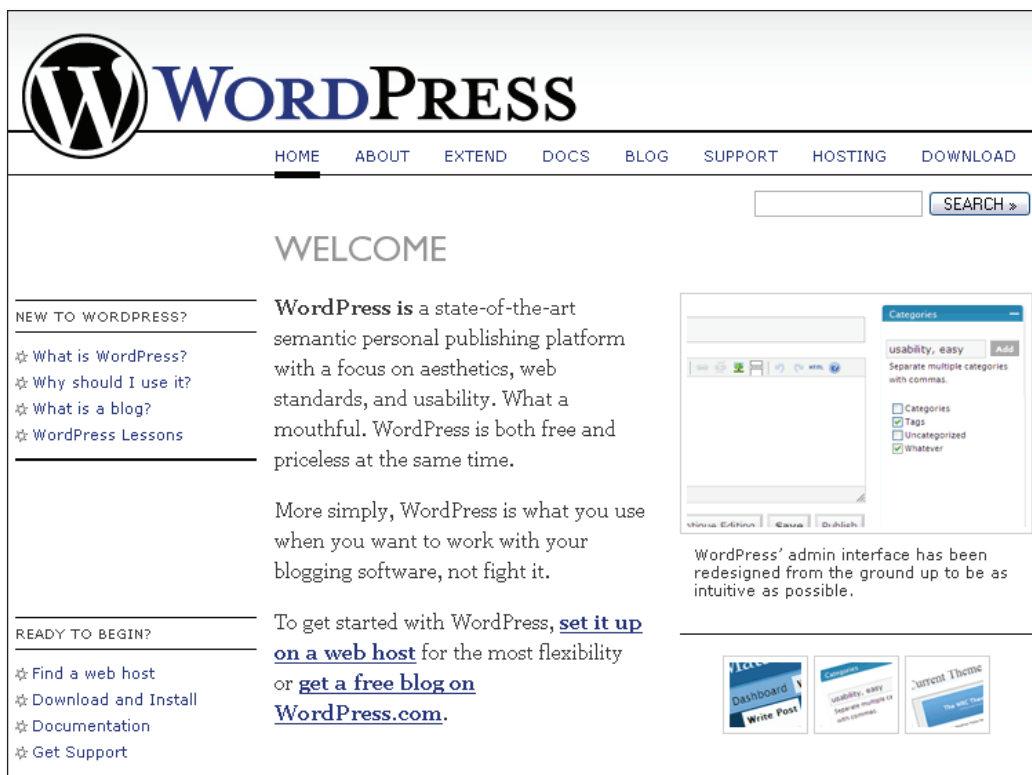 WORDPRESS
HOME ABOUT EXTEND DOCS BLOG SUPPORT HOSTING DOWNLOAD
SEARCH »
WELCOME
NEW TO WORDPRESS?
What is WordPress?
Why should I use it?
What is a blog?
WordPress Lessons
READY TO BEGIN?
Find a web host
Download and Install
Documentation
Get Support
WordPress is a state-of-the-art
semantic personal publishing platform
with a focus on aesthetics, web
standards, and usability. What a
mouthful. WordPress is both free and
priceless at the same time.
More simply, WordPress is what you use
when you want to work with your
blogging software, not fight it.
To get started with WordPress, set it up
on a web host for the most flexibility
or get a free blog on
WordPress.com.
Categories
usability, easy Add
Separate multiple categories
with commas.
Categories
Tags
Uncategorized
Whatever
HTML
Editing Save Publish
WordPress' admin interface has been
redesigned from the ground up to be as
intuitive as possible.
Dashboard
Write Post
Categories
usability, easy
Separate multiple
with commas.
Current Theme